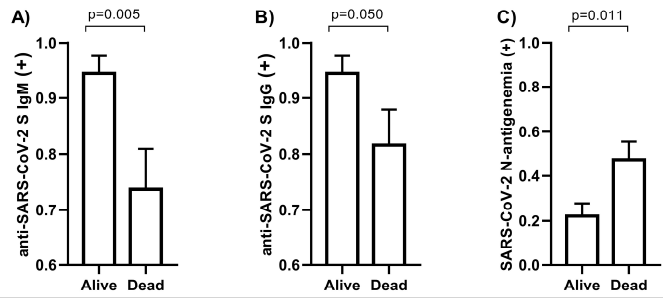 A)
p=0.005
anti-SARS-CoV-2 S IgM (+)
1.0
0.9
0.8
0.7
0.6
Alive Dead
B)
p=0.050
anti-SARS-CoV-2 S IgG (+)
1.0
0.9
0.8
0.7
0.6
Alive Dead
C)
p=0.011
SARS-CoV-2 N-antigenemia (+)
1.0
0.8
0.6
0.4
0.2
0.0
Alive Dead